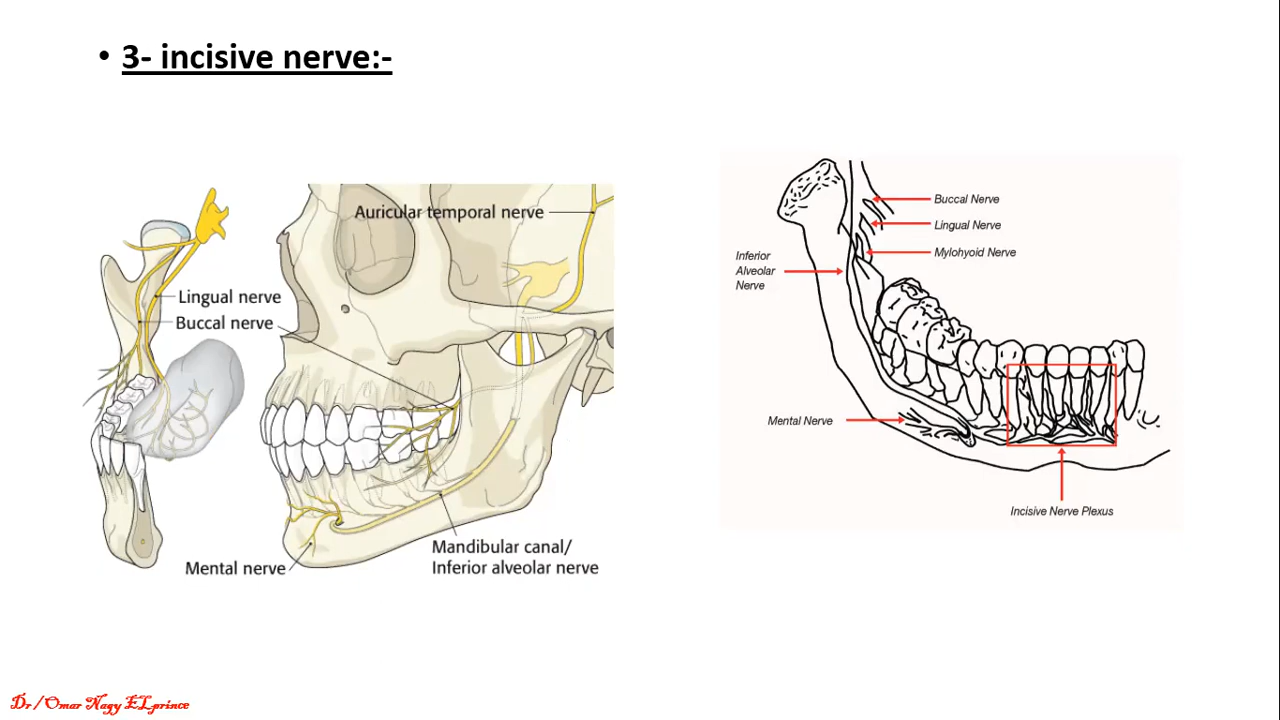 • 3- incisive nerve:-
Auricular temporal nerve
Lingual nerve
Buccal nerve
Mental nerve
Mandibular canal/
Inferior alveolar nerve
Buccal Nerve
Lingual Nerve
Mylohyoid Nerve
Inferior
Alveolar
Nerve
Mental Nerve
Incisive Nerve Plexus
Dr/Omar Nagy ELprince